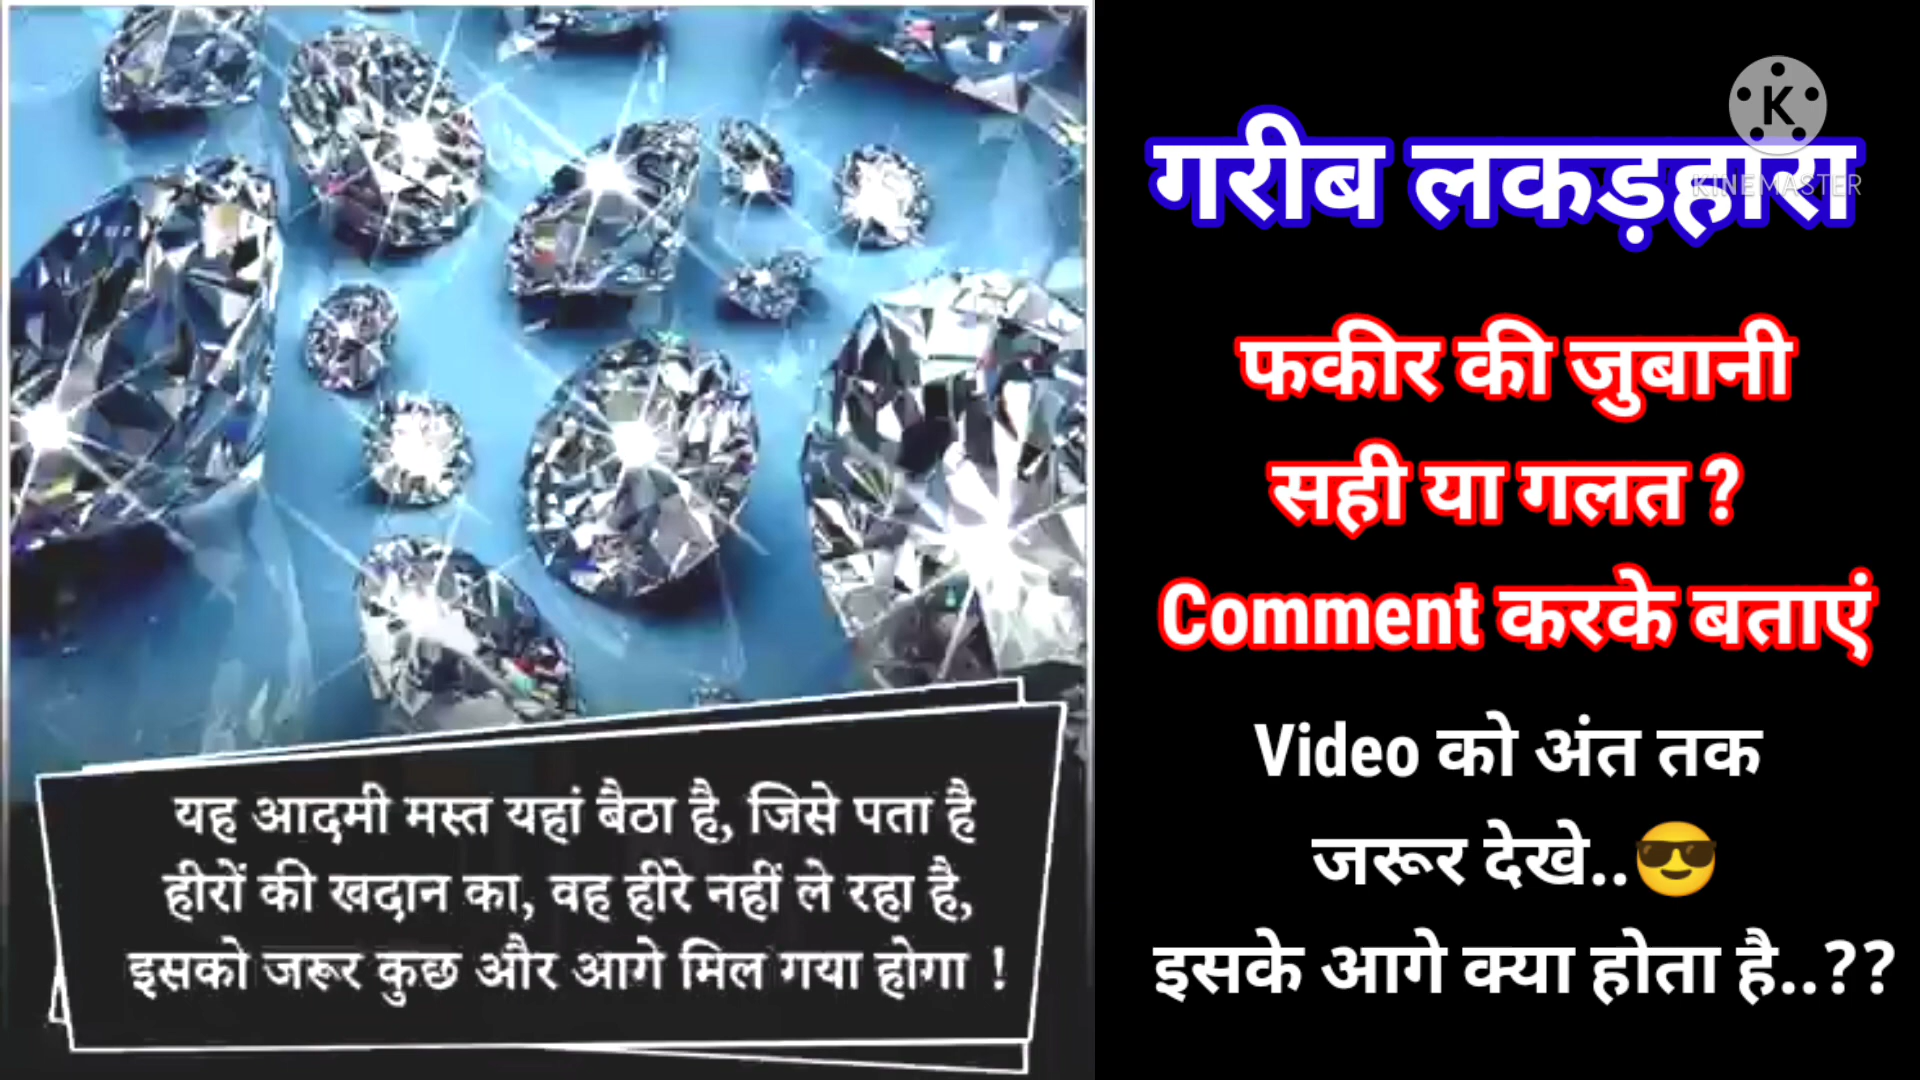 यह आदमी मस्त यहां बैठा है, जिसे पता है
हीरों की खदान का, वह हीरे नहीं ले रहा है,
इसको जरूर कुछ और आगे मिल गया होगा !
गरीब लकड़हारा
K
KINEMASTER
फकीर की जुबानी
सही या गलत ?
Comment करके बताएं
Video को अंत तक
जरूर देखे..😎
इसके आगे क्या होता है..??